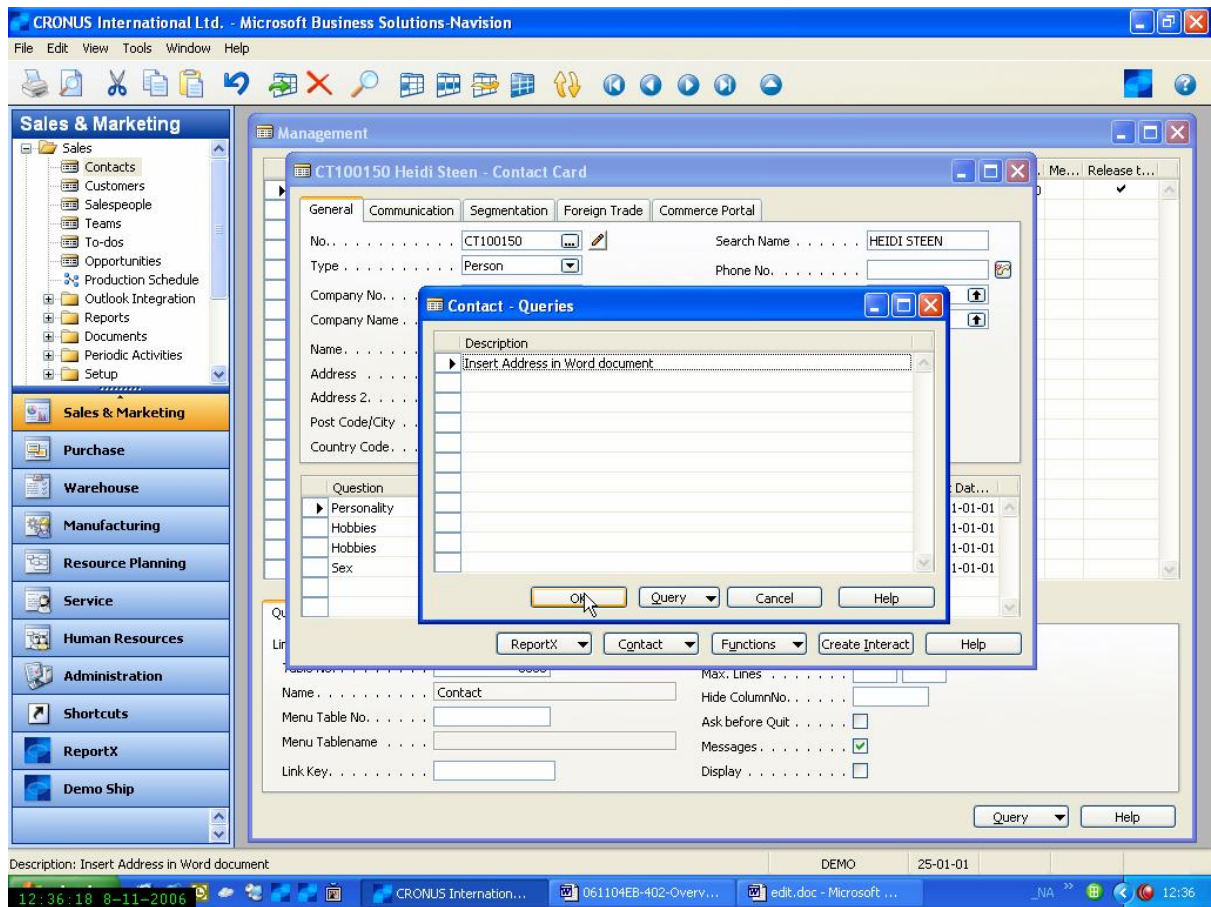 CRONUS International Ltd. - Microsoft Business Solutions-Navision
File Edit View Tools Window Help
Sales & Marketing
Sales
Contacts
Customers
Salespeople
Teams
To-dos
Opportunities
Production Schedule
Outlook Integration
Reports
Documents
Periodic Activities
Setup
Sales & Marketing
Purchase
Warehouse
Manufacturing
Resource Planning
Service
Human Resources
Administration
Shortcuts
ReportX
Demo Ship
Management
Me... Release t...
CT100150 Heidi Steen - Contact Card
General Communication Segmentation Foreign Trade Commerce Portal
No. . . . . . . . . . . . CT100150 Search Name . . . . . . HEIDI STEEN
Type . . . . . . . . . . Person Phone No. . . . . . . . .
Company No. . . .
Company Name . .
Name. . . . . . .
Address . . . . .
Address 2. . . . .
Post Code/City . .
Country Code. . .
Question Dat...
Personality 1-01-01
Hobbies 1-01-01
Hobbies 1-01-01
Sex 1-01-01
ReportX Contact Functions Create Interact Help
Contact - Queries
Description
Insert Address in Word document
OK Query Cancel Help
Max. Lines . . . . . . .
Name. . . . . . . . . . . Contact Hide ColumnNo. . . . . .
Menu Table No. . . . . . Ask before Quit . . . . .
Menu Tablename . . . . Messages. . . . . . . . .
Link Key. . . . . . . . . Display . . . . . . . . . .
Query Help
Description: Insert Address in Word document DEMO 25-01-01
12:36:18 8-11-2006 CRONUS Internation... 061104EB-402-Overv... edit.doc - Microsoft ... _NA 12:36